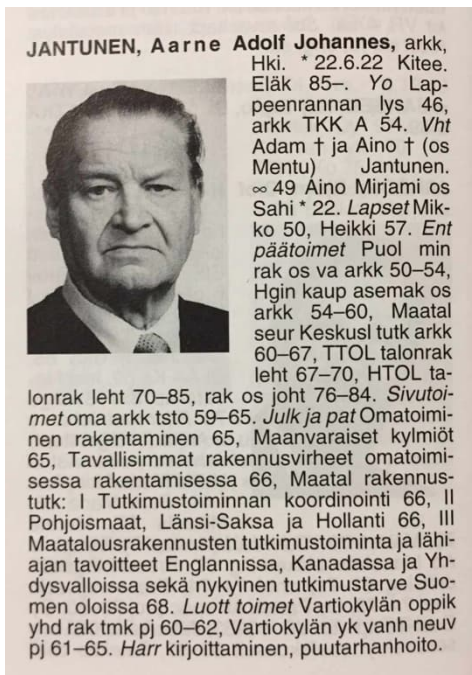 JANTUNEN, Aarne Adolf Johannes, arkk,
Hki. * 22.6.22 Kitee.
Eläk 85–. Yo Lap-
peenrannan lys 46,
arkk TKK A 54. Vht
Adam † ja Aino † (os
Mentu) Jantunen.
∞ 49 Aino Mirjami os
Sahi * 22. Lapset Mik-
ko 50, Heikki 57. Ent
päätoimet Puol min
rak os va arkk 50–54,
Hgin kaup asemak os
arkk 54–60, Maatal
seur Keskusl tutk arkk
60–67, TTOL talonrak
leht 67–70, HTOL ta-
lonrak leht 70–85, rak os joht 76–84. Sivutoi-
met oma arkk tsto 59–65. Julk ja pat Omatoimi-
nen rakentaminen 65, Maanvaraiset kylmiöt
65, Tavallisimmat rakennusvirheet omatoimi-
sessa rakentamisessa 66, Maatal rakennus-
tutk: I Tutkimustoiminnan koordinointi 66, II
Pohjoismaat, Länsi-Saksa ja Hollanti 66, III
Maatalousrakennusten tutkimustoiminta ja lähi-
ajan tavoitteet Englannissa, Kanadassa ja Yh-
dysvalloissa sekä nykyinen tutkimustarve Suo-
men oloissa 68. Luott toimet Vartiokylän oppik
yhd rak tmk pj 60–62, Vartiokylän yk vanh neuv
pj 61–65. Harr kirjoittaminen, puutarhanhoito.